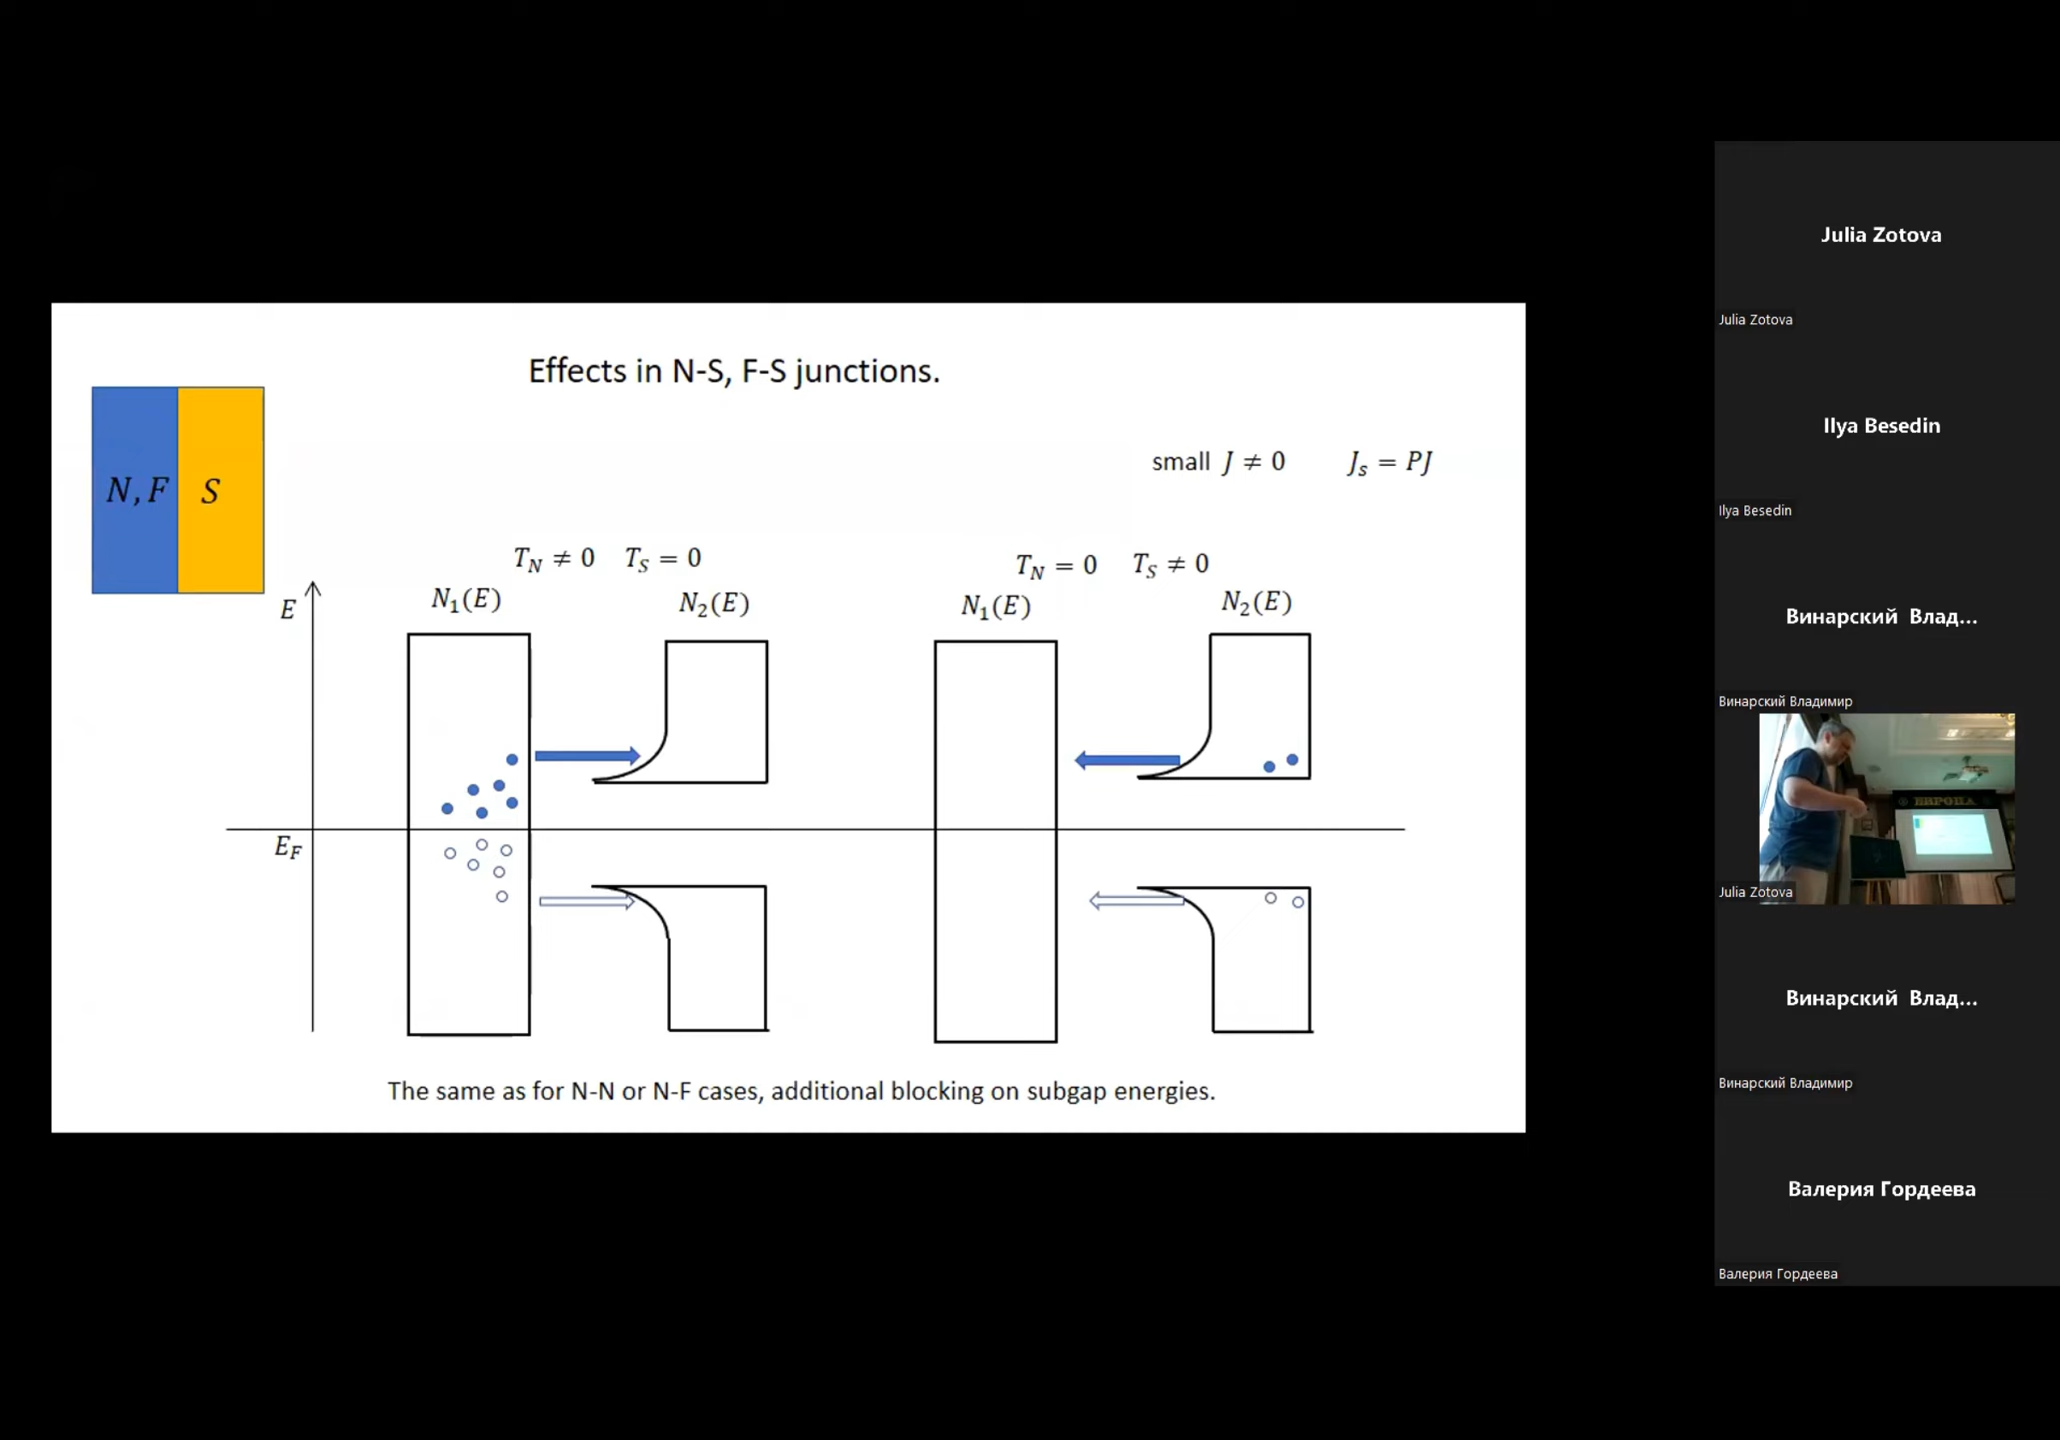 Effects in N-S, F-S junctions.
N, F S
small J ≠ 0 J_s = PJ
T_N ≠ 0 T_S = 0
T_N = 0 T_S ≠ 0
E
N_1(E)
N_2(E)
N_1(E)
N_2(E)
E_F
The same as for N-N or N-F cases, additional blocking on subgap energies.
Julia Zotova
Julia Zotova
Ilya Besedin
Ilya Besedin
Винарский Влад...
Винарский Владимир
ЕВРОПА
Julia Zotova
Винарский Влад...
Винарский Владимир
Валерия Гордеева
Валерия Гордеева